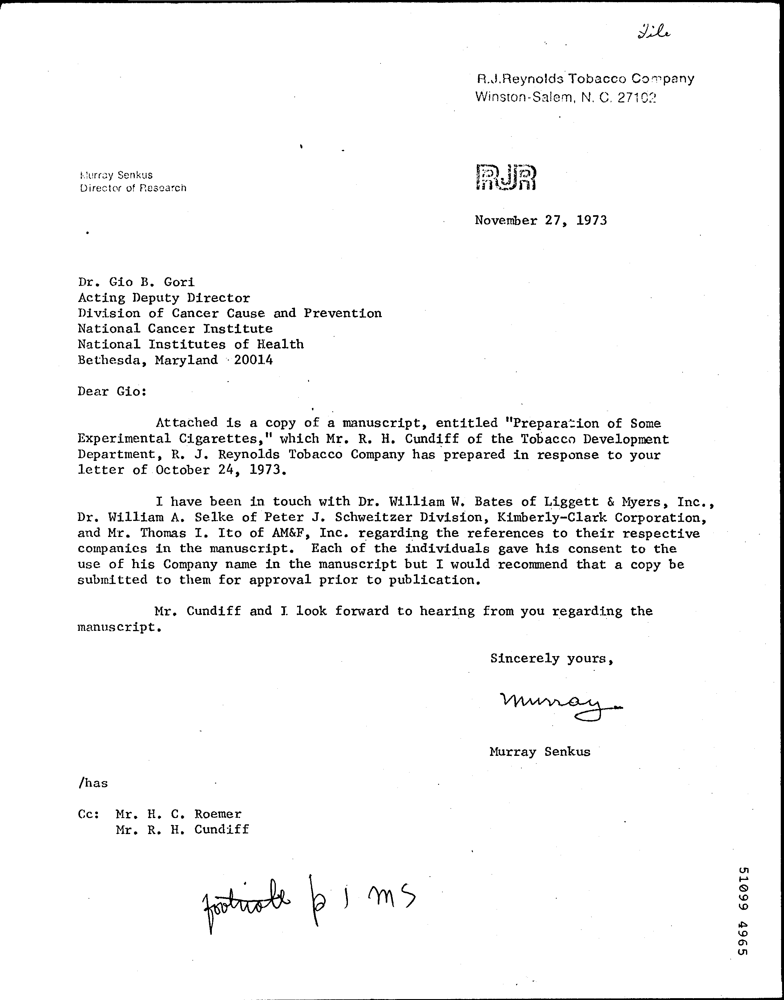 File
R.J.Reynolds Tobacco Company
Winston-Salem, N. C. 27102
Murray Senkus
Director of Research
RJR
November 27, 1973
Dr. Gio B. Gori
Acting Deputy Director
Division of Cancer Cause and Prevention
National Cancer Institute
National Institutes of Health
Bethesda, Maryland 20014
Dear Gio:
Attached is a copy of a manuscript, entitled "Preparation of Some
Experimental Cigarettes," which Mr. R. H. Cundiff of the Tobacco Development
Department, R. J. Reynolds Tobacco Company has prepared in response to your
letter of October 24, 1973.
I have been in touch with Dr. William W. Bates of Liggett & Myers, Inc.,
Dr. William A. Selke of Peter J. Schweitzer Division, Kimberly-Clark Corporation,
and Mr. Thomas I. Ito of AM&F, Inc. regarding the references to their respective
companies in the manuscript. Each of the individuals gave his consent to the
use of his Company name in the manuscript but I would recommend that a copy be
submitted to them for approval prior to publication.
Mr. Cundiff and I look forward to hearing from you regarding the
manuscript.
Sincerely yours,
Murray
Murray Senkus
/has
Cc: Mr. H. C. Roemer
Mr. R. H. Cundiff
footnote p 1 MS
51099 4965